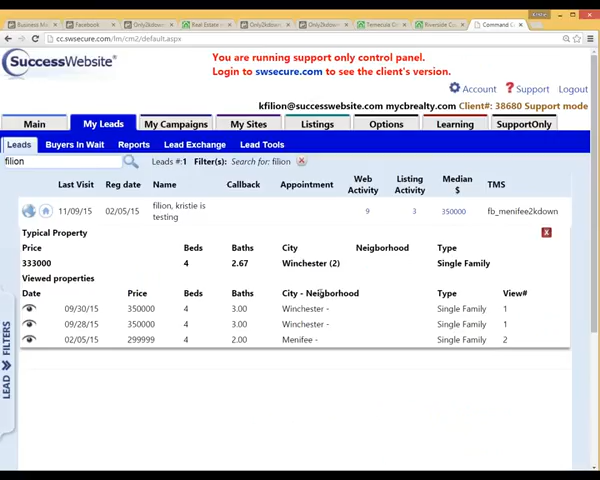 Kristie
Business M
Facebook
Only2kdown
Real Estate
Only2kdown
Only2kdown
Temecula C
Riverside Co
Command C
cc.swsecure.com/lm/cm2/default.aspx
SuccessWebsite®
You are running support only control panel.
Login to swsecure.com to see the client's version.
Account ? Support Logout
kfilion@successwebsite.com mycbrealty.com Client#: 38680 Support mode
Main My Leads My Campaigns My Sites Listings Options Learning SupportOnly
Leads Buyers In Wait Reports Lead Exchange Lead Tools
filion Leads #:1 Filter(s): Search for: filion
Last Visit Reg date Name Callback Appointment Web Activity Listing Activity Median $ TMS
11/09/15 02/05/15 filion, kristie is testing 9 3 350000 fb_menifee2kdown
Typical Property X
Price Beds Baths City Neigborhood Type
333000 4 2.67 Winchester (2) Single Family
Viewed properties
Date Price Beds Baths City - Neighborhood Type View#
09/30/15 350000 4 3.00 Winchester - Single Family 1
09/28/15 350000 4 3.00 Winchester - Single Family 1
02/05/15 299999 4 2.00 Menifee - Single Family 2
LEAD >> FILTERS